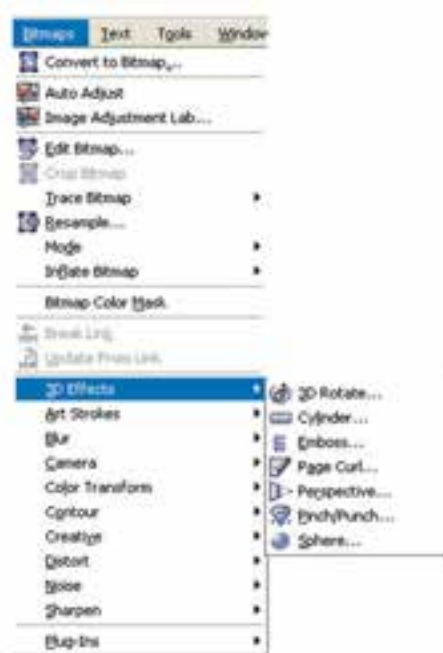 Bitmaps Text Tools Window
Convert to Bitmap...
Auto Adjust
Image Adjustment Lab...
Edit Bitmap...
Crop Bitmap
Trace Bitmap
Resample...
Mode
Inflate Bitmap
Bitmap Color Mask
Break Link
Update From Link
3D Effects
Art Strokes
Blur
Camera
Color Transform
Contour
Creative
Distort
Noise
Sharpen
Plug-Ins
3D Rotate...
Cylinder...
Emboss...
Page Curl...
Perspective...
Pinch/Punch...
Sphere...